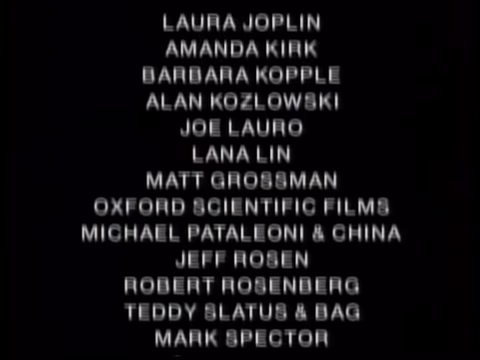 LAURA JOPLIN
AMANDA KIRK
BARBARA KOPPLE
ALAN KOZLOWSKI
JOE LAURO
LANA LIN
MATT GROSSMAN
OXFORD SCIENTIFIC FILMS
MICHAEL PATALEONI & CHINA
JEFF ROSEN
ROBERT ROSENBERG
TEDDY SLATUS & BAG
MARK SPECTOR